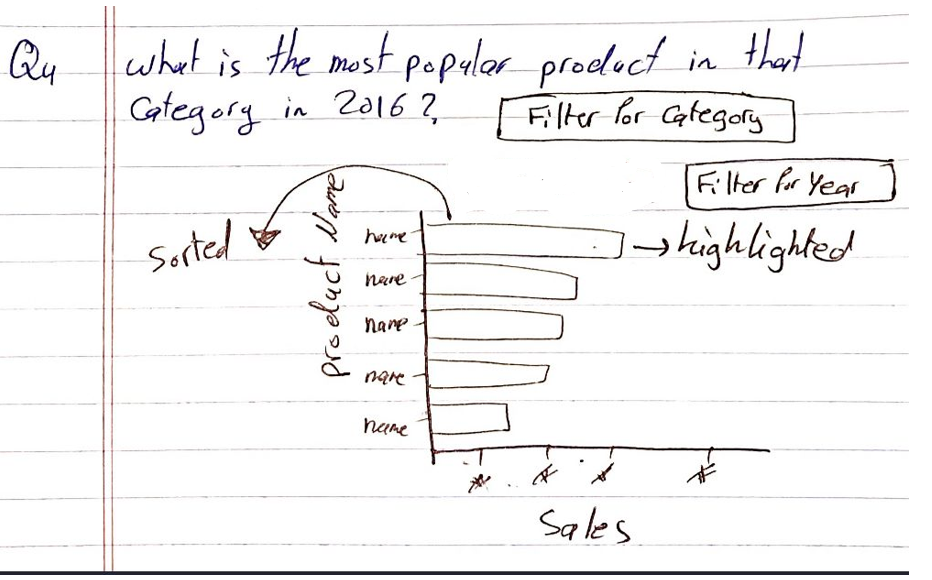 Q4 what is the most popular product in that
Category in 2016?
Filter for Category
Filter for Year
Sorted
Product Name
name
highlighted
name
name
name
name
Sales